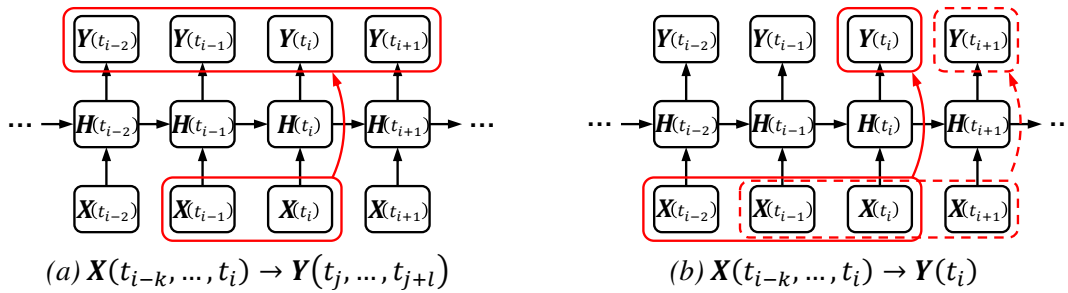 Y(t_{i−2}) Y(t_{i−1}) Y(t_i) Y(t_{i+1})
... H(t_{i−2}) H(t_{i−1}) H(t_i) H(t_{i+1}) ...
X(t_{i−2}) X(t_{i−1}) X(t_i) X(t_{i+1})
(a) X(t_{i−k}, ..., t_i) → Y(t_j, ..., t_{j+l})
Y(t_{i−2}) Y(t_{i−1}) Y(t_i) Y(t_{i+1})
... H(t_{i−2}) H(t_{i−1}) H(t_i) H(t_{i+1}) ...
X(t_{i−2}) X(t_{i−1}) X(t_i) X(t_{i+1})
(b) X(t_{i−k}, ..., t_i) → Y(t_i)